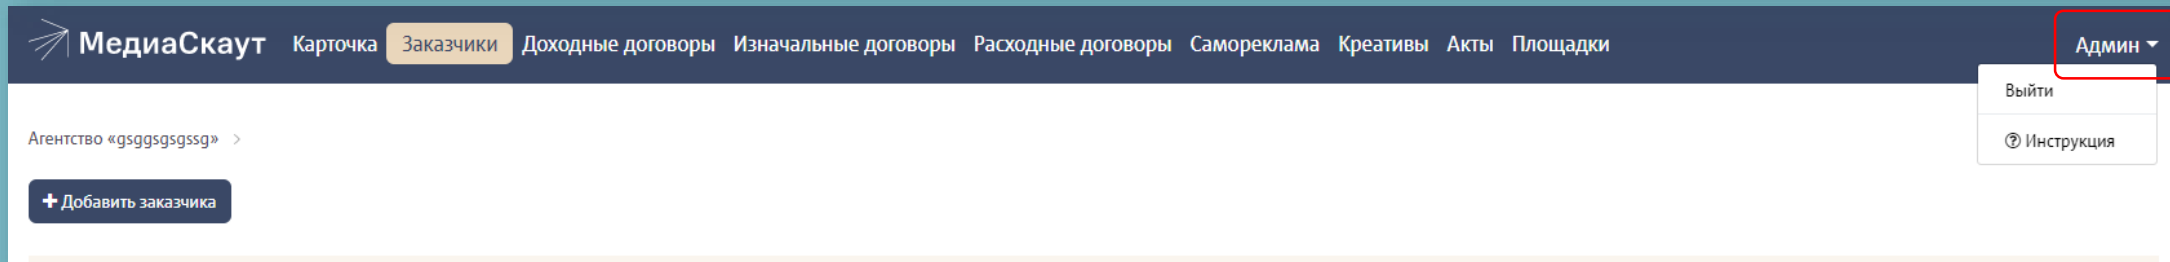 МедиаСкаут Карточка Заказчики Доходные договоры Изначальные договоры Расходные договоры Самореклама Креативы Акты Площадки Админ
Выйти
Инструкция
Агентство «gsggsgsgssg» >
+ Добавить заказчика